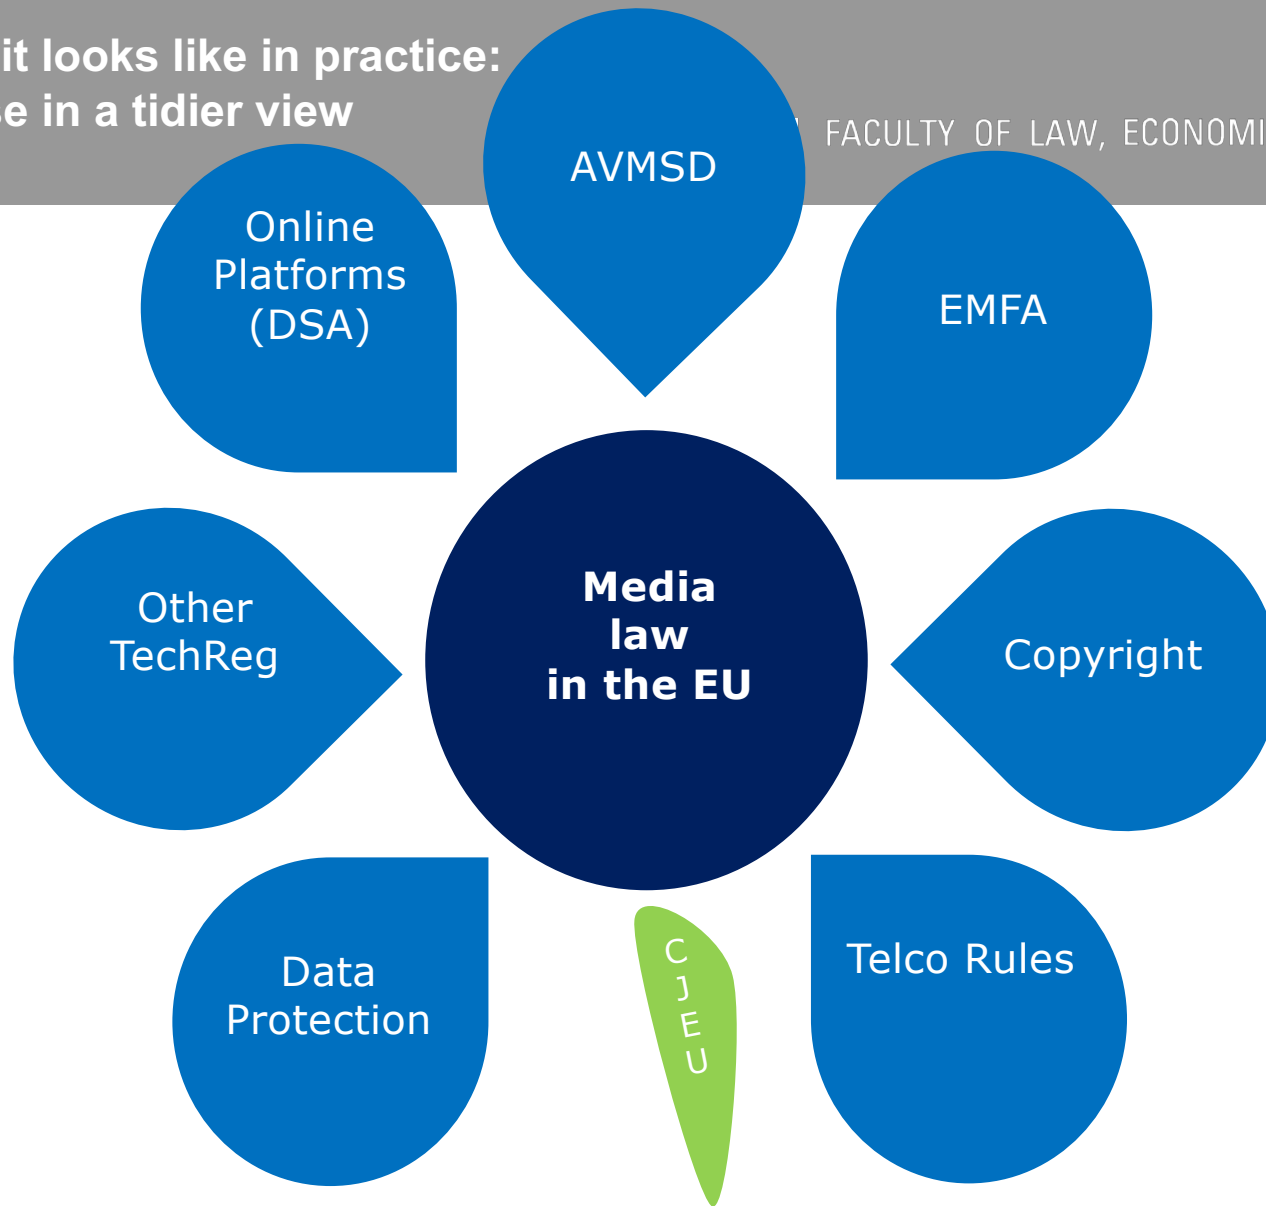 it looks like in practice:
se in a tidier view
FACULTY OF LAW, ECONOMI
AVMSD
Online
Platforms
(DSA)
EMFA
Other
TechReg
Media
law
in the EU
Copyright
Data
Protection
C
J
E
U
Telco Rules